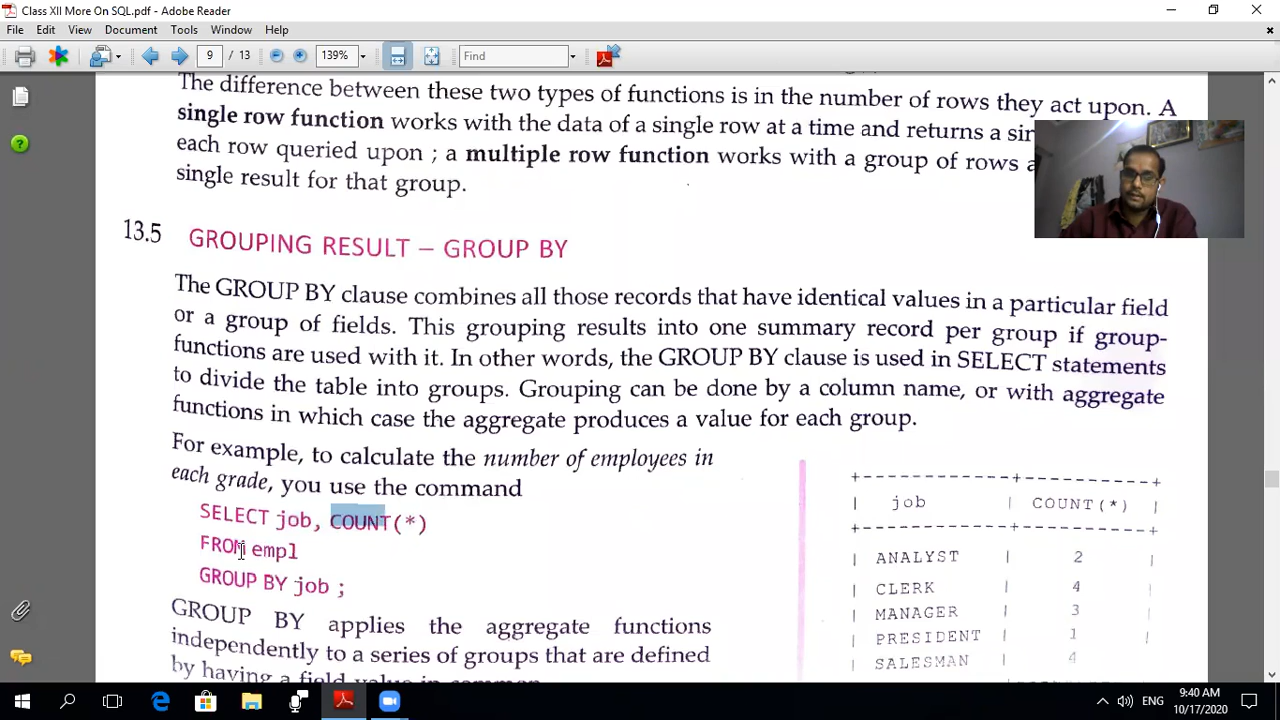 Class XII More On SQL.pdf - Adobe Reader
File Edit View Document Tools Window Help
9 / 13 139% Find
The difference between these two types of functions is in the number of rows they act upon. A
single row function works with the data of a single row at a time and returns a
each row queried upon ; a multiple row function works with a group of rows
single result for that group.
13.5 GROUPING RESULT – GROUP BY
The GROUP BY clause combines all those records that have identical values in a particular field
or a group of fields. This grouping results into one summary record per group if group-
functions are used with it. In other words, the GROUP BY clause is used in SELECT statements
to divide the table into groups. Grouping can be done by a column name, or with aggregate
functions in which case the aggregate produces a value for each group.
For example, to calculate the number of employees in
each grade, you use the command
SELECT job, COUNT(*)
FROM empl
GROUP BY job ;
GROUP BY applies the aggregate functions
independently to a series of groups that are defined
by having a field value in common
+----------------+--------------+
| job | COUNT(*) |
+----------------+--------------+
| ANALYST | 2 |
| CLERK | 4 |
| MANAGER | 3 |
| PRESIDENT | 1 |
| SALESMAN | 4
ENG
9:40 AM
10/17/2020